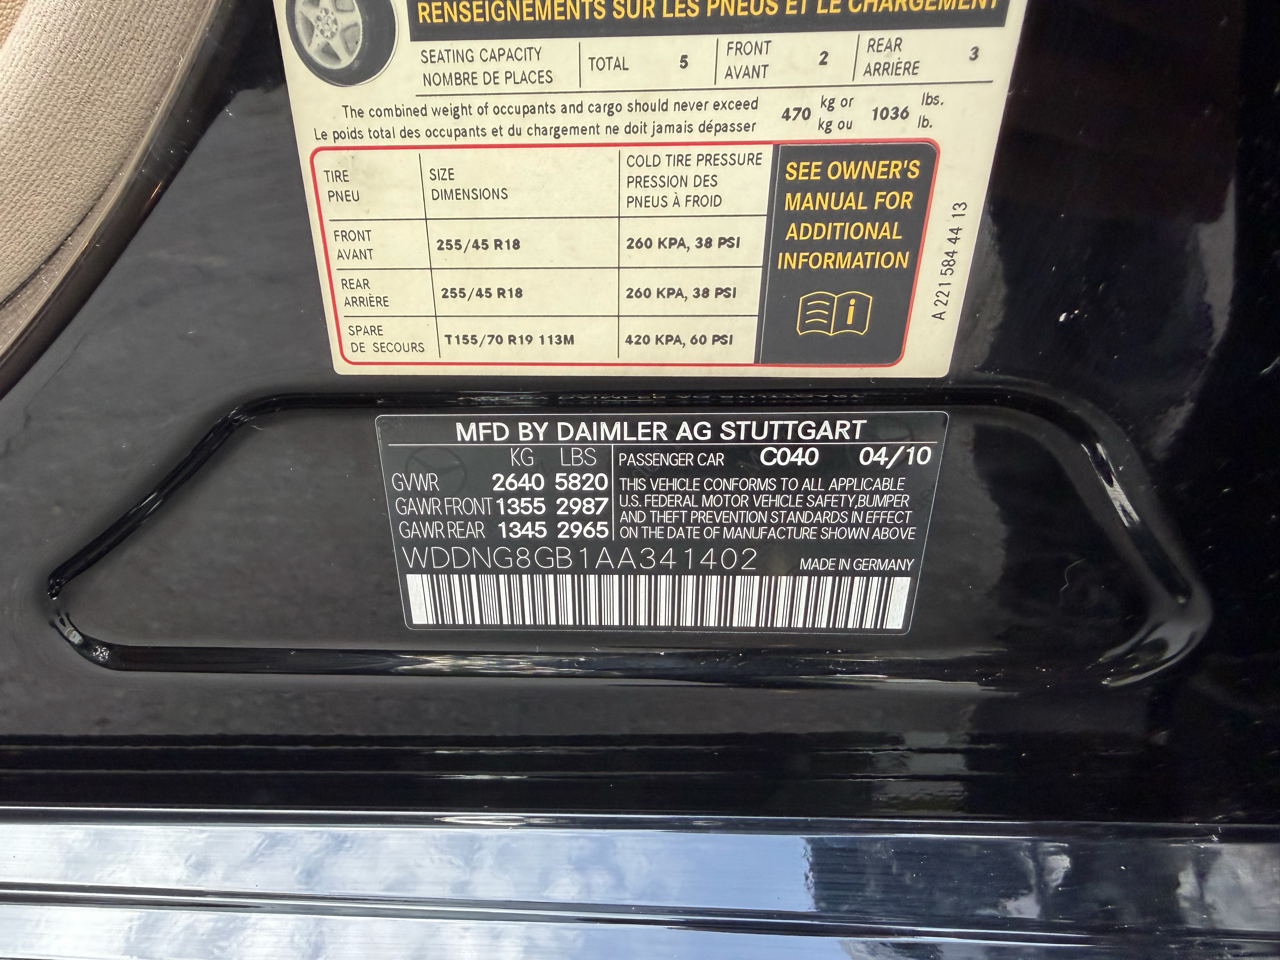 RENSEIGNEMENTS SUR LES PNEUS ET LE CHARGEMENT
SEATING CAPACITY
NOMBRE DE PLACES
TOTAL 5
FRONT
AVANT
2
REAR
ARRIÈRE
3
The combined weight of occupants and cargo should never exceed
Le poids total des occupants et du chargement ne doit jamais dépasser
470 kg or
kg ou
1036 lbs.
lb.
TIRE
PNEU
SIZE
DIMENSIONS
COLD TIRE PRESSURE
PRESSION DES
PNEUS À FROID
FRONT
AVANT
255/45 R18
260 KPA, 38 PSI
REAR
ARRIÈRE
255/45 R18
260 KPA, 38 PSI
SPARE
DE SECOURS
T155/70 R19 113M
420 KPA, 60 PSI
SEE OWNER'S
MANUAL FOR
ADDITIONAL
INFORMATION
i
A 221 584 44 13
MFD BY DAIMLER AG STUTTGART
KG LBS
GVWR 2640 5820
GAWR FRONT 1355 2987
GAWR REAR 1345 2965
PASSENGER CAR C040 04/10
THIS VEHICLE CONFORMS TO ALL APPLICABLE
U.S. FEDERAL MOTOR VEHICLE SAFETY,BUMPER
AND THEFT PREVENTION STANDARDS IN EFFECT
ON THE DATE OF MANUFACTURE SHOWN ABOVE
WDDNG8GB1AA341402 MADE IN GERMANY